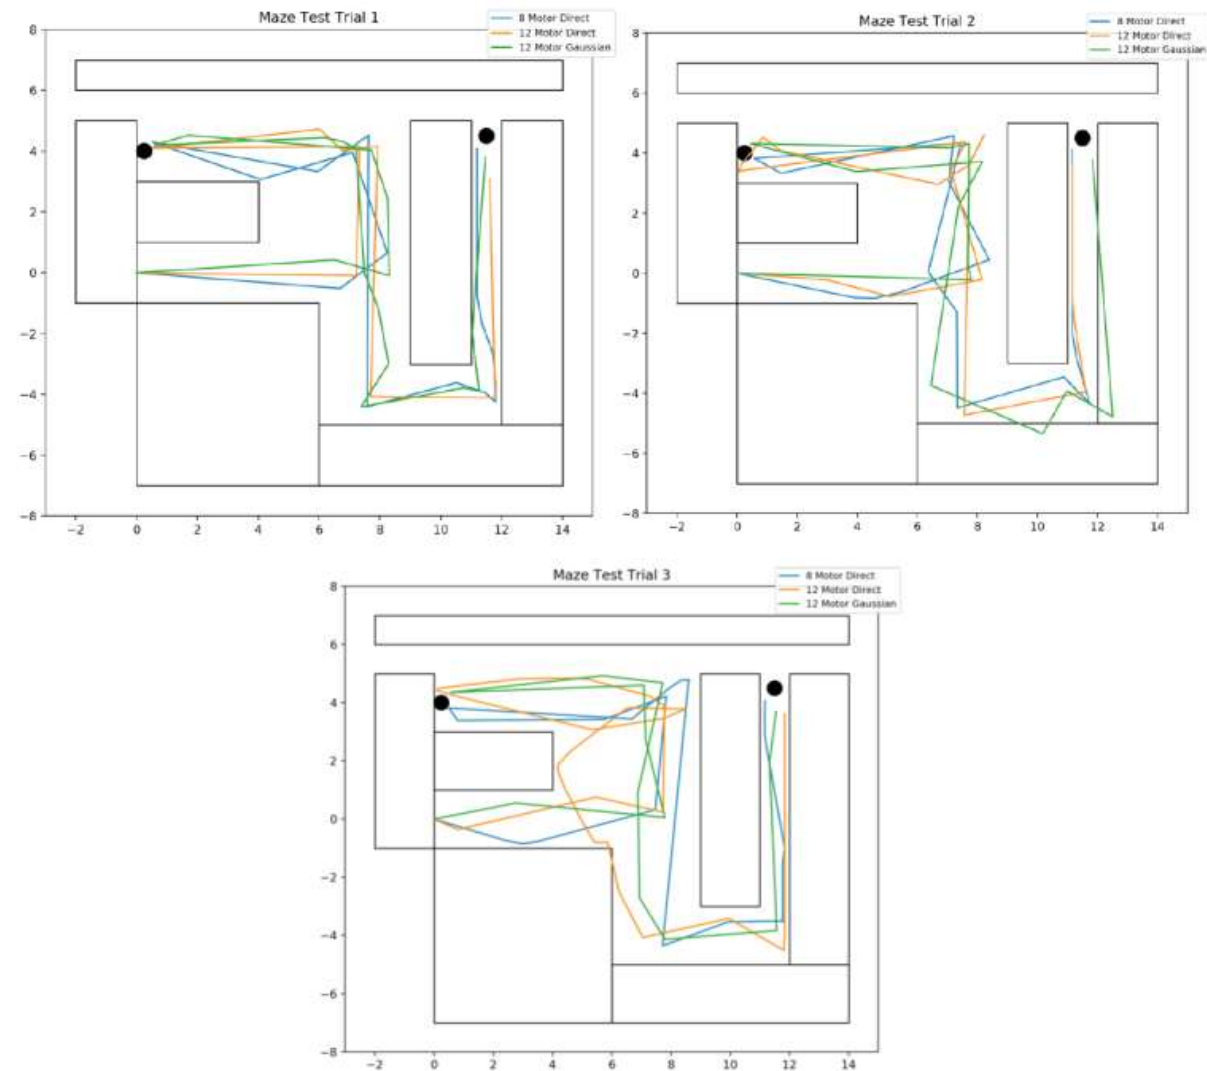 Maze Test Trial 1
8 Motor Direct
12 Motor Direct
12 Motor Gaussian
8
6
4
2
0
−2
−4
−6
−8
−2 0 2 4 6 8 10 12 14
Maze Test Trial 2
8 Motor Direct
12 Motor Direct
12 Motor Gaussian
8
6
4
2
0
−2
−4
−6
−8
−2 0 2 4 6 8 10 12 14
Maze Test Trial 3
8 Motor Direct
12 Motor Direct
12 Motor Gaussian
8
6
4
2
0
−2
−4
−6
−8
−2 0 2 4 6 8 10 12 14